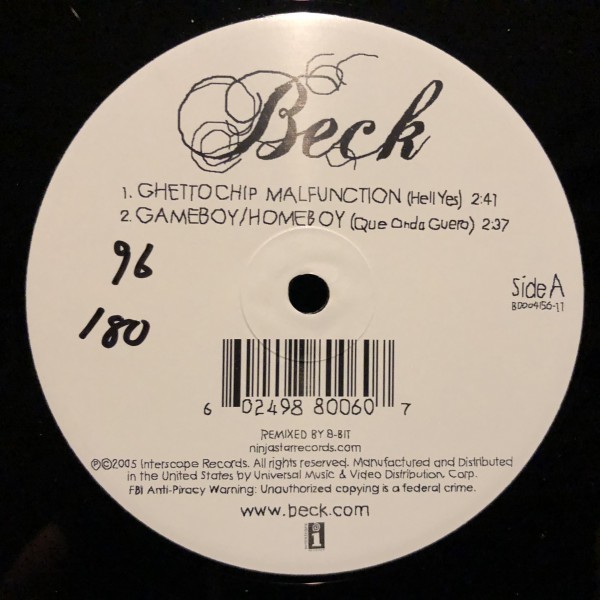 Beck
1. GHETTOCHIP MALFUNCTION (Hell Yes) 2:41
2. GAMEBOY/HOMEBOY (Que Onda Guero) 2:37
96
180
Side A
B0004156-11
6 02498 80060 7
REMIXED BY 8-BIT
ninjastarrecords.com
ⓅⒸ2005 Interscope Records. All rights reserved. Manufactured and Distributed
in the United States by Universal Music & Video Distribution, Corp.
FBI Anti-Piracy Warning: Unauthorized copying is a federal crime.
www.beck.com
i